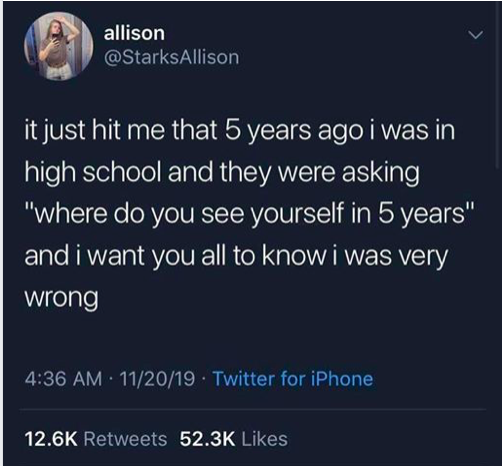 allison
@StarksAllison
it just hit me that 5 years ago i was in
high school and they were asking
"where do you see yourself in 5 years"
and i want you all to know i was very
wrong
4:36 AM · 11/20/19 · Twitter for iPhone
12.6K Retweets 52.3K Likes